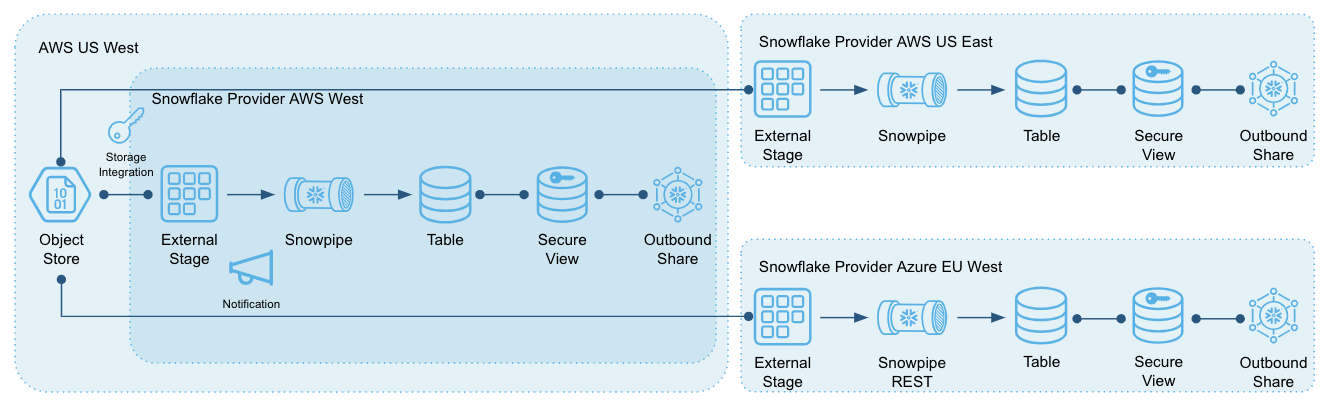 AWS US West
Snowflake Provider AWS West
Storage
Integration
10
01
Object
Store
External
Stage
Snowpipe
Table
Secure
View
Outbound
Share
Notification
Snowflake Provider AWS US East
External
Stage
Snowpipe
Table
Secure
View
Outbound
Share
Snowflake Provider Azure EU West
External
Stage
Snowpipe
REST
Table
Secure
View
Outbound
Share